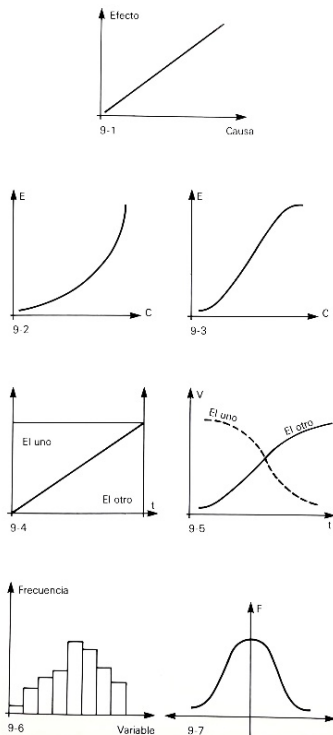 Efecto
9-1
Causa
E
9-2
C
E
9-3
C
El uno
El otro
9-4
t
V
El uno
El otro
9-5
t
Frecuencia
9-6
Variable
F
9-7